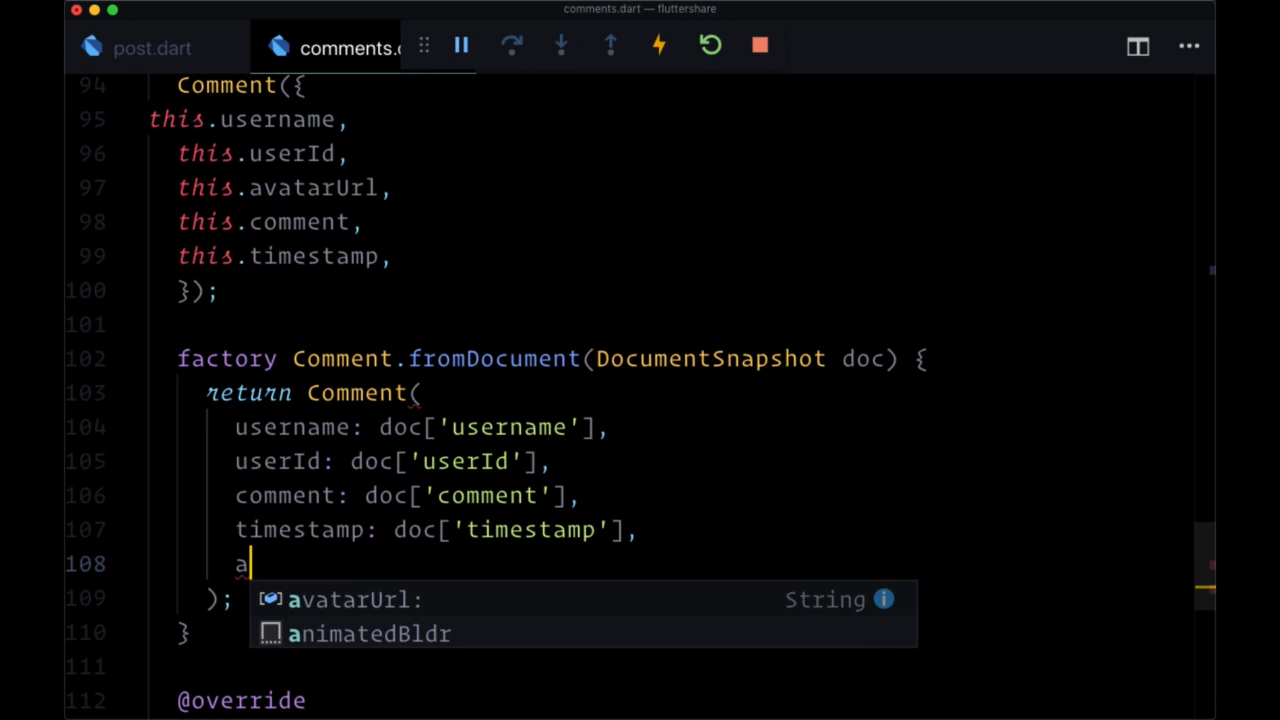 comments.dart — fluttershare
post.dart
comments.
94 Comment({
95 this.username,
96 this.userId,
97 this.avatarUrl,
98 this.comment,
99 this.timestamp,
100 });
101
102 factory Comment.fromDocument(DocumentSnapshot doc) {
103 return Comment(
104 username: doc['username'],
105 userId: doc['userId'],
106 comment: doc['comment'],
107 timestamp: doc['timestamp'],
108 a
109 );
avatarUrl: String
110 }
animatedBldr
111
112 @override